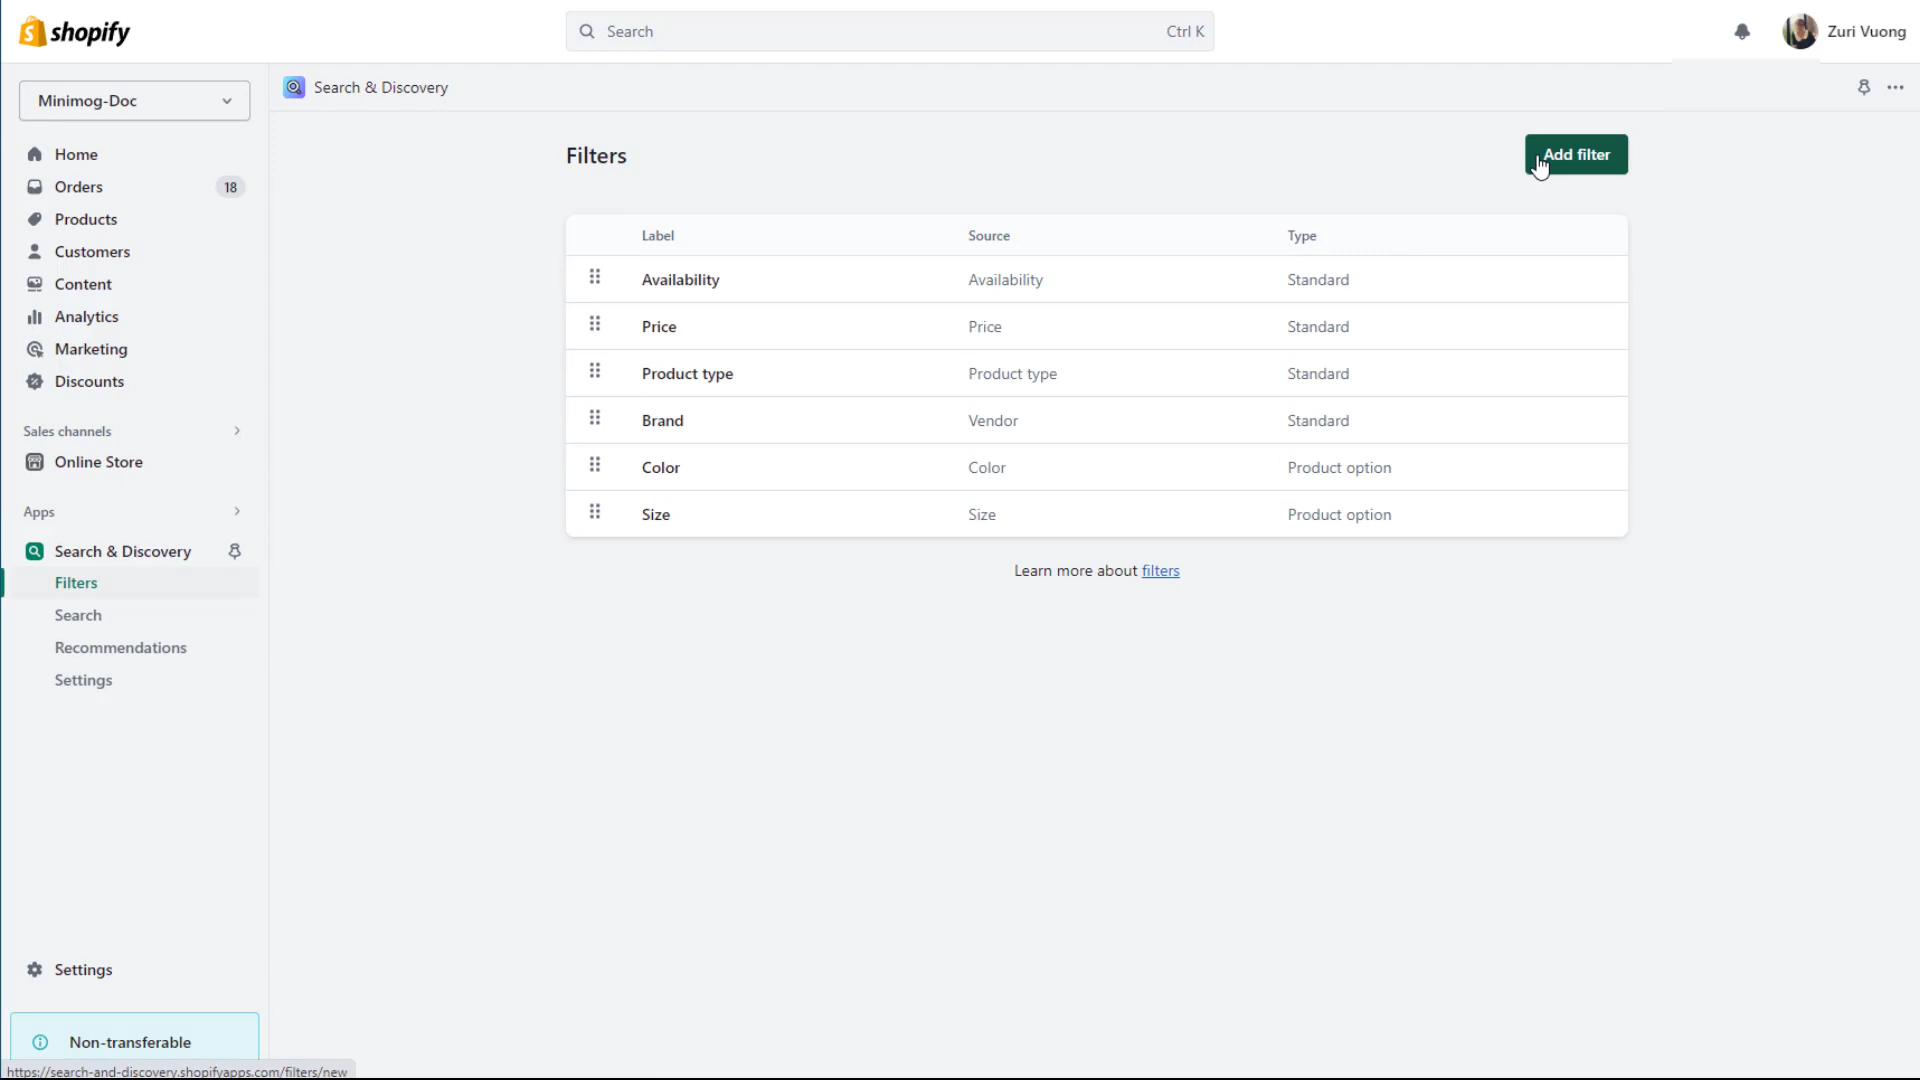 shopify
Search
Ctrl K
Zuri Vuong
Minimog-Doc
Search & Discovery
Home
Orders
18
Products
Customers
Content
Analytics
Marketing
Discounts
Sales channels
Online Store
Apps
Search & Discovery
Filters
Search
Recommendations
Settings
Settings
Non-transferable
https://search-and-discovery.shopifyapps.com/filters/new
Filters
Add filter
Label Source Type
Availability Availability Standard
Price Price Standard
Product type Product type Standard
Brand Vendor Standard
Color Color Product option
Size Size Product option
Learn more about filters